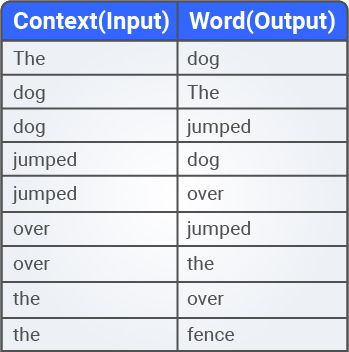 Context(Input) Word(Output)
The dog
dog The
dog jumped
jumped dog
jumped over
over jumped
over the
the over
the fence